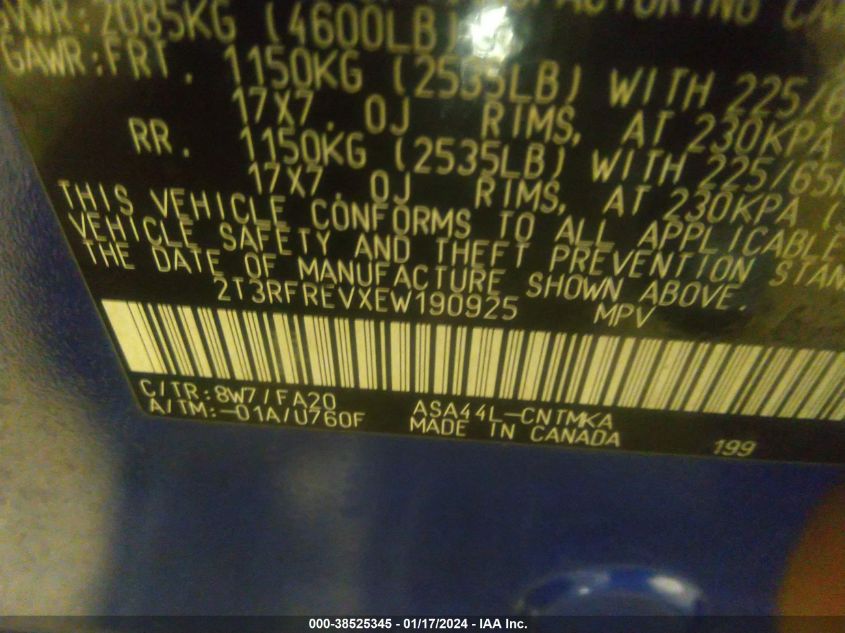 2085KG (4600LB)
GAWR:FRT. 1150KG (2535LB) WITH 225/
17X7.0J RIMS, AT 230KPA
RR. 1150KG (2535LB) WITH 225/65
17X7.0J RIMS, AT 230KPA
THIS VEHICLE CONFORMS TO ALL APPLICABLE
VEHICLE SAFETY AND THEFT PREVENTION STAN
THE DATE OF MANUFACTURE SHOWN ABOVE.
2T3RFREVXEW190925 MPV
C/TR:8W7/FA20 ASA44L-CNTMKA
A/TM:-01A/U760F MADE IN CANADA 199
000-38525345 - 01/17/2024 - IAA Inc.